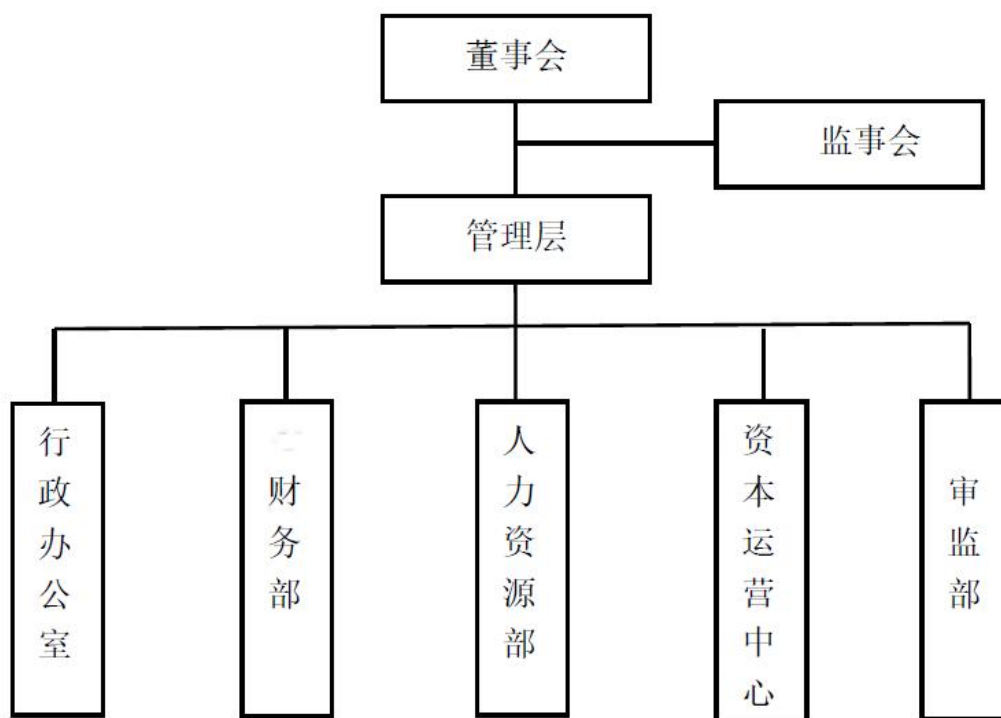 董事会
监事会
管理层
行政办公室
财务部
人力资源部
资本运营中心
审监部